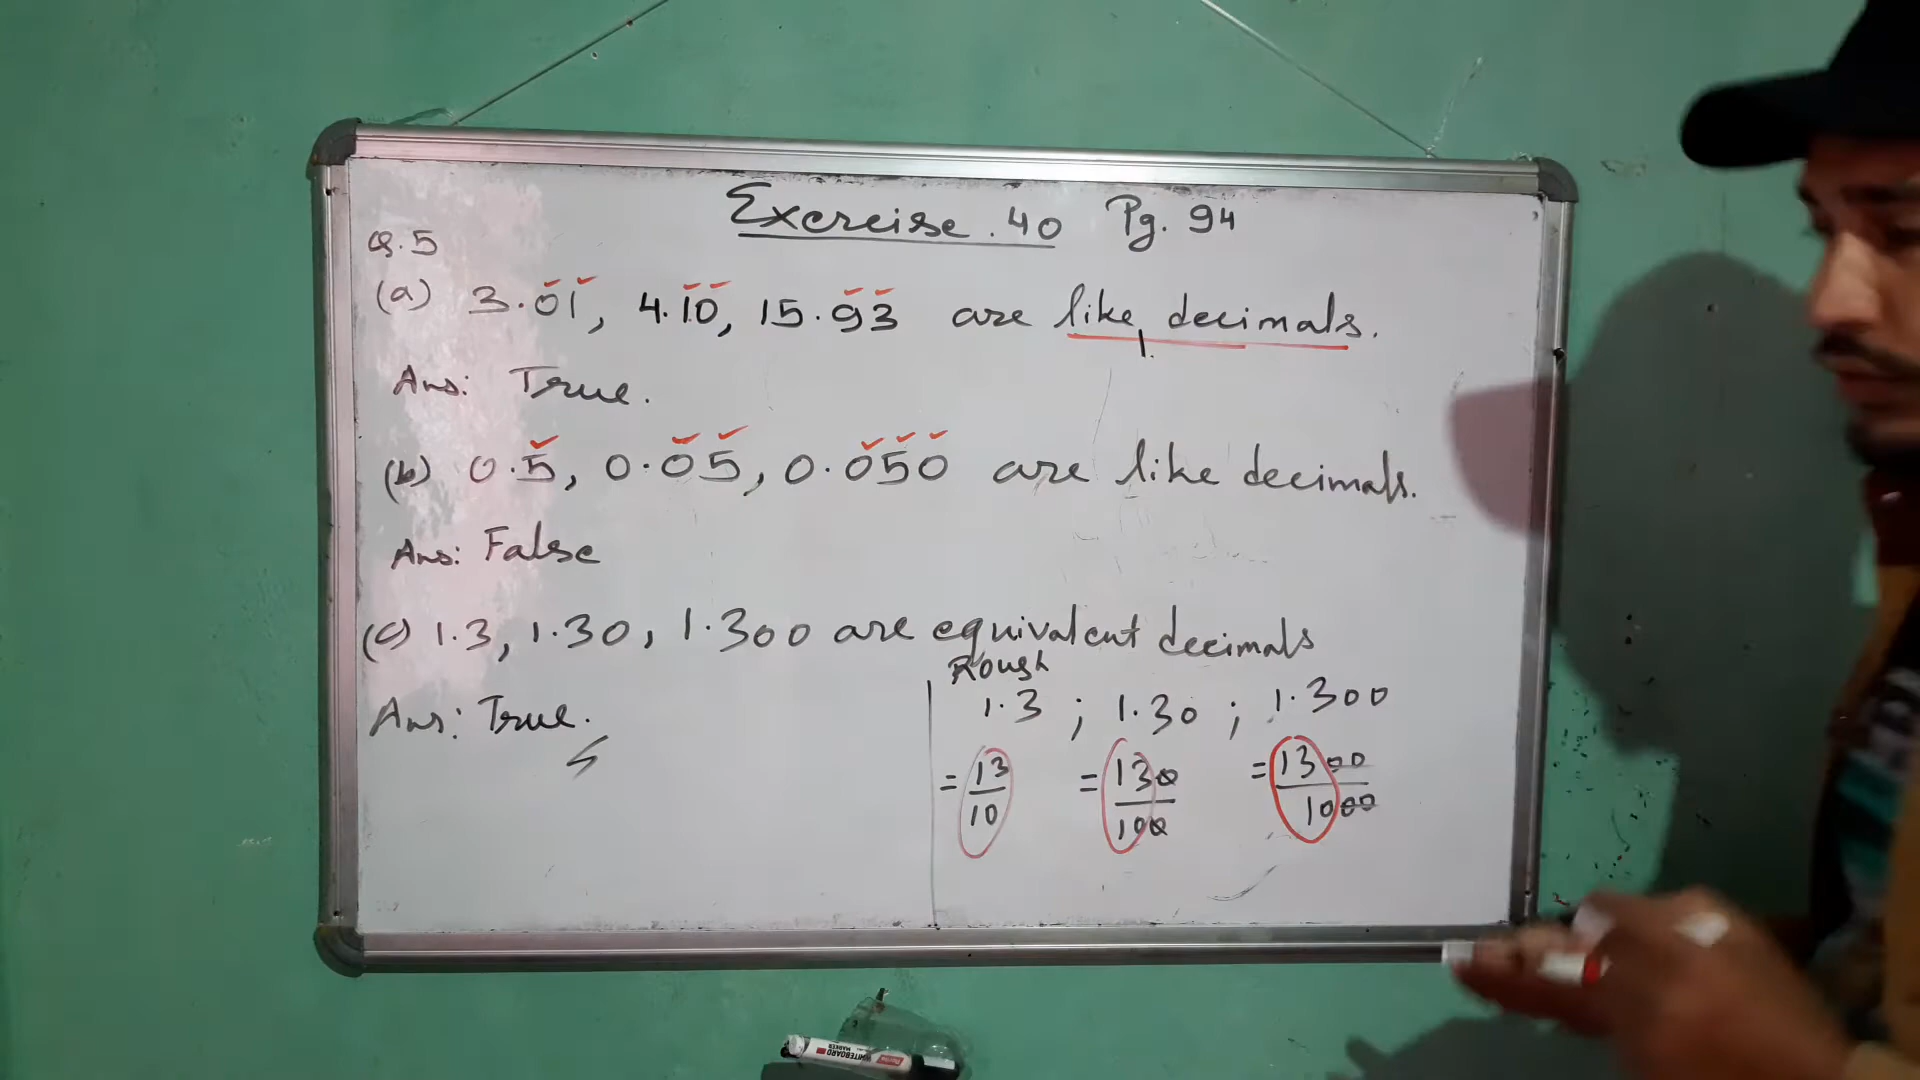 Exercise .40 Pg. 94
Q.5
(a) 3.01, 4.10, 15.93 are like decimals.
Ans: True.
(b) 0.5, 0.05, 0.050 are like decimals.
Ans: False
(c) 1.3, 1.30, 1.300 are equivalent decimals
Rough
1.3 ; 1.30 ; 1.300
Ans: True.
= 13/10 = 130/100 = 1300/1000
WHITEBOARD
MARKER